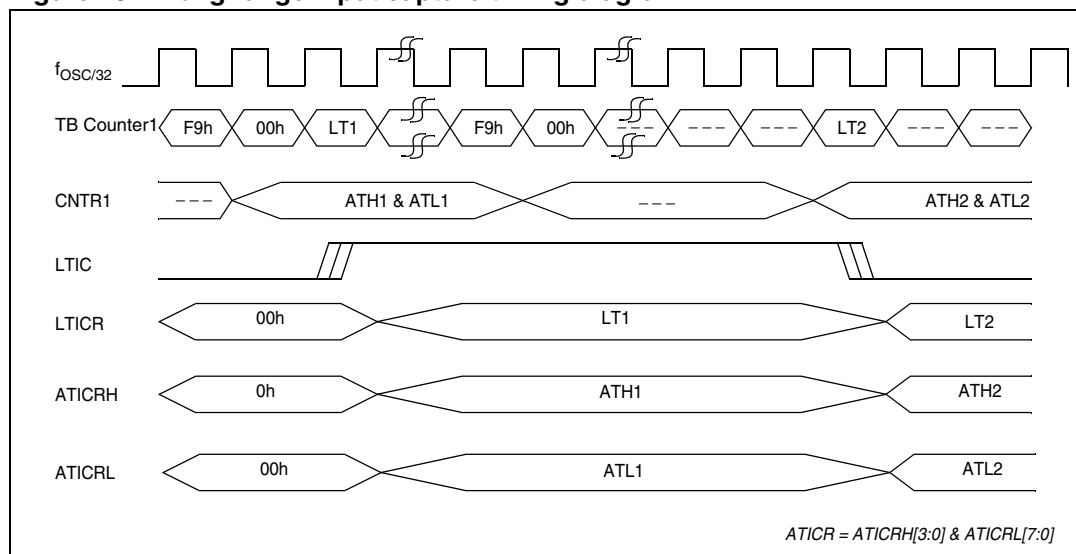 fOSC/32
TB Counter1 F9h 00h LT1 F9h 00h --- --- --- LT2 --- ---
CNTR1 --- ATH1 & ATL1 --- ATH2 & ATL2
LTIC
LTICR 00h LT1 LT2
ATICRH 0h ATH1 ATH2
ATICRL 00h ATL1 ATL2
ATICR = ATICRH[3:0] & ATICRL[7:0]